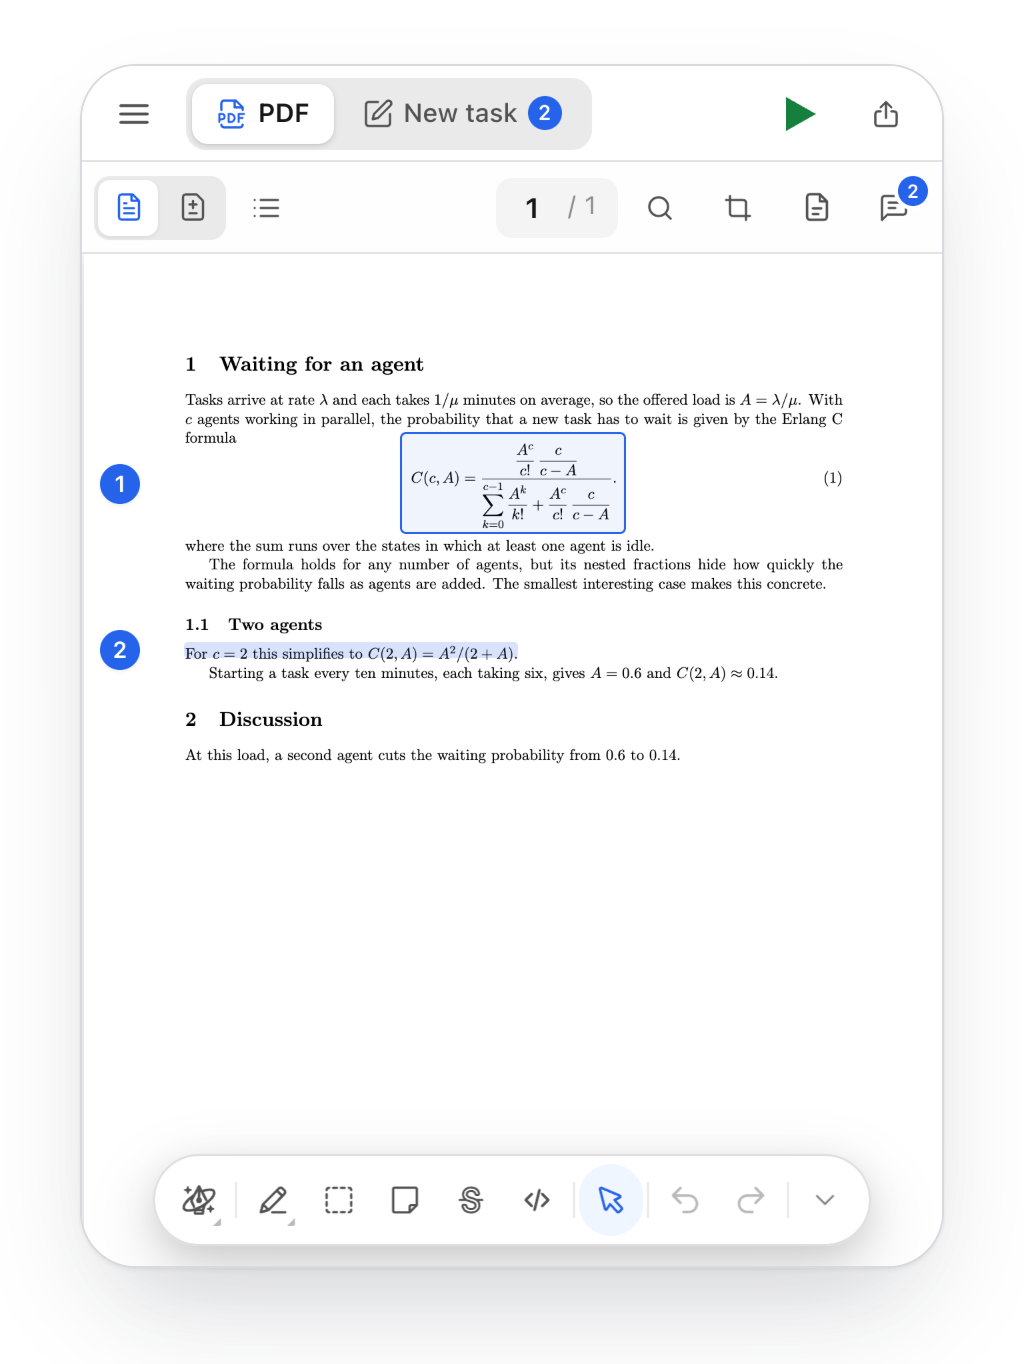 PDF New task 2
1 / 1 2
1 Waiting for an agent
Tasks arrive at rate λ and each takes 1/μ minutes on average, so the offered load is A = λ/μ. With
c agents working in parallel, the probability that a new task has to wait is given by the Erlang C
formula
1
C(c, A) = \frac{\frac{A^c}{c!} \frac{c}{c − A}}{\sum_{k=0}^{c−1} \frac{A^k}{k!} + \frac{A^c}{c!} \frac{c}{c − A}}. (1)
where the sum runs over the states in which at least one agent is idle.
The formula holds for any number of agents, but its nested fractions hide how quickly the
waiting probability falls as agents are added. The smallest interesting case makes this concrete.
1.1 Two agents
2
For c = 2 this simplifies to C(2, A) = A²/(2 + A).
Starting a task every ten minutes, each taking six, gives A = 0.6 and C(2, A) ≈ 0.14.
2 Discussion
At this load, a second agent cuts the waiting probability from 0.6 to 0.14.